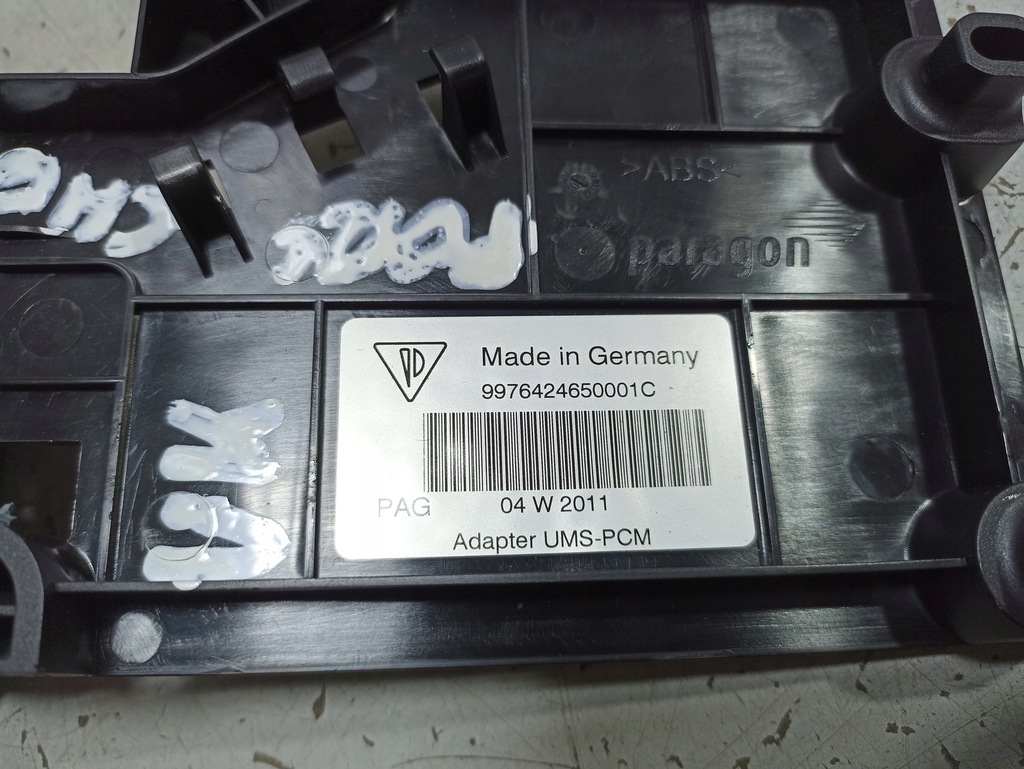 >ABS<
paragon
Made in Germany
9976424650001C
PAG 04 W 2011
Adapter UMS-PCM